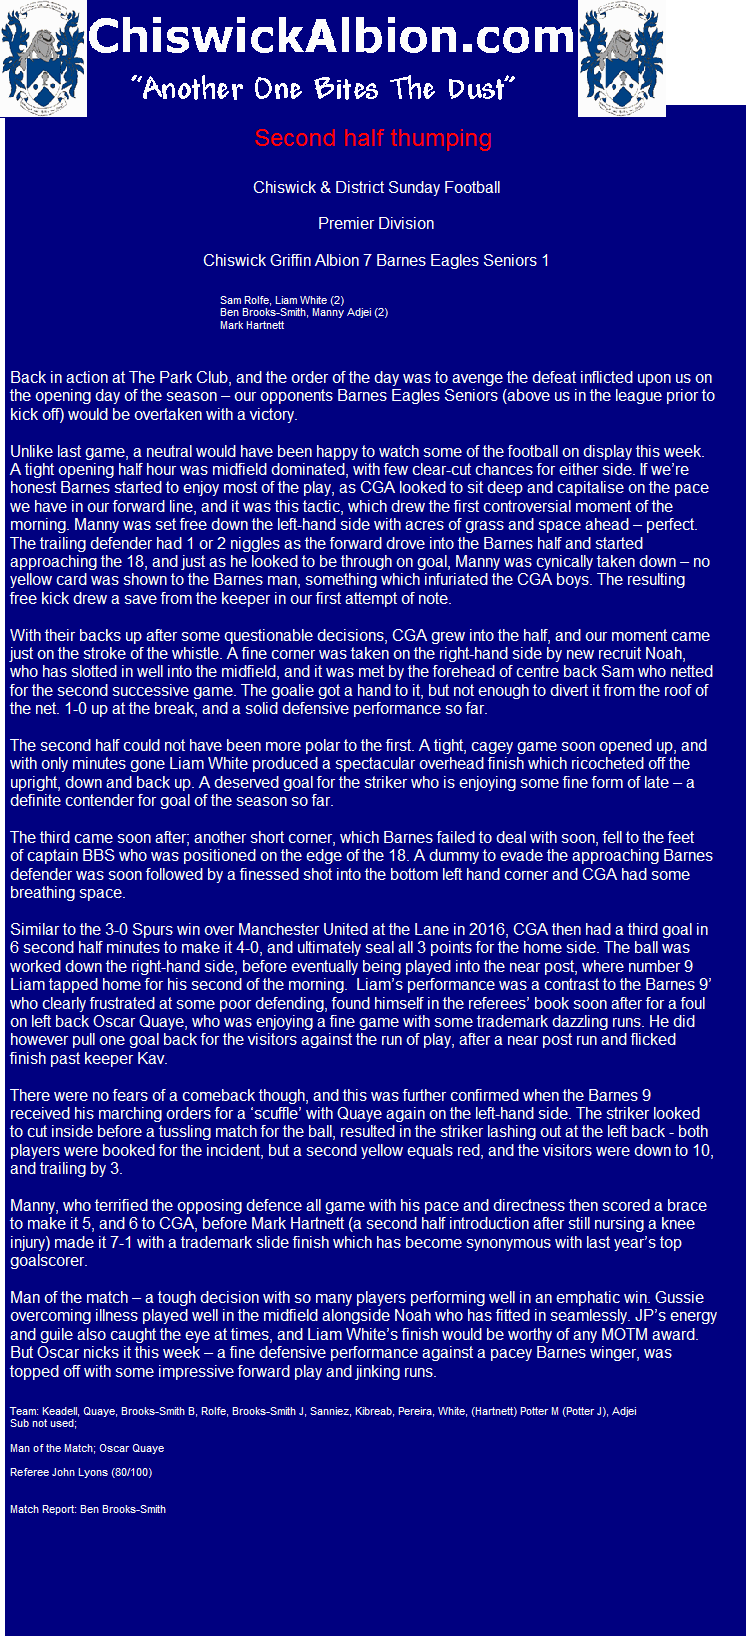 ChiswickAlbion.com
“Another One Bites The Dust”
Second half thumping
Chiswick & District Sunday Football
Premier Division
Chiswick Griffin Albion 7 Barnes Eagles Seniors 1
Sam Rolfe, Liam White (2)
Ben Brooks-Smith, Manny Adjei (2)
Mark Hartnett
Back in action at The Park Club, and the order of the day was to avenge the defeat inflicted upon us on
the opening day of the season – our opponents Barnes Eagles Seniors (above us in the league prior to
kick off) would be overtaken with a victory.
Unlike last game, a neutral would have been happy to watch some of the football on display this week.
A tight opening half hour was midfield dominated, with few clear-cut chances for either side. If we’re
honest Barnes started to enjoy most of the play, as CGA looked to sit deep and capitalise on the pace
we have in our forward line, and it was this tactic, which drew the first controversial moment of the
morning. Manny was set free down the left-hand side with acres of grass and space ahead – perfect.
The trailing defender had 1 or 2 niggles as the forward drove into the Barnes half and started
approaching the 18, and just as he looked to be through on goal, Manny was cynically taken down – no
yellow card was shown to the Barnes man, something which infuriated the CGA boys. The resulting
free kick drew a save from the keeper in our first attempt of note.
With their backs up after some questionable decisions, CGA grew into the half, and our moment came
just on the stroke of the whistle. A fine corner was taken on the right-hand side by new recruit Noah,
who has slotted in well into the midfield, and it was met by the forehead of centre back Sam who netted
for the second successive game. The goalie got a hand to it, but not enough to divert it from the roof of
the net. 1-0 up at the break, and a solid defensive performance so far.
The second half could not have been more polar to the first. A tight, cagey game soon opened up, and
with only minutes gone Liam White produced a spectacular overhead finish which ricocheted off the
upright, down and back up. A deserved goal for the striker who is enjoying some fine form of late – a
definite contender for goal of the season so far.
The third came soon after; another short corner, which Barnes failed to deal with soon, fell to the feet
of captain BBS who was positioned on the edge of the 18. A dummy to evade the approaching Barnes
defender was soon followed by a finessed shot into the bottom left hand corner and CGA had some
breathing space.
Similar to the 3-0 Spurs win over Manchester United at the Lane in 2016, CGA then had a third goal in
6 second half minutes to make it 4-0, and ultimately seal all 3 points for the home side. The ball was
worked down the right-hand side, before eventually being played into the near post, where number 9
Liam tapped home for his second of the morning. Liam’s performance was a contrast to the Barnes 9’
who clearly frustrated at some poor defending, found himself in the referees’ book soon after for a foul
on left back Oscar Quaye, who was enjoying a fine game with some trademark dazzling runs. He did
however pull one goal back for the visitors against the run of play, after a near post run and flicked
finish past keeper Kav.
There were no fears of a comeback though, and this was further confirmed when the Barnes 9
received his marching orders for a ‘scuffle’ with Quaye again on the left-hand side. The striker looked
to cut inside before a tussling match for the ball, resulted in the striker lashing out at the left back - both
players were booked for the incident, but a second yellow equals red, and the visitors were down to 10,
and trailing by 3.
Manny, who terrified the opposing defence all game with his pace and directness then scored a brace
to make it 5, and 6 to CGA, before Mark Hartnett (a second half introduction after still nursing a knee
injury) made it 7-1 with a trademark slide finish which has become synonymous with last year’s top
goalscorer.
Man of the match – a tough decision with so many players performing well in an emphatic win. Gussie
overcoming illness played well in the midfield alongside Noah who has fitted in seamlessly. JP’s energy
and guile also caught the eye at times, and Liam White’s finish would be worthy of any MOTM award.
But Oscar nicks it this week – a fine defensive performance against a pacey Barnes winger, was
topped off with some impressive forward play and jinking runs.
Team: Keadell, Quaye, Brooks-Smith B, Rolfe, Brooks-Smith J, Sanniez, Kibreab, Pereira, White, (Hartnett) Potter M (Potter J), Adjei
Sub not used;
Man of the Match; Oscar Quaye
Referee John Lyons (80/100)
Match Report: Ben Brooks-Smith